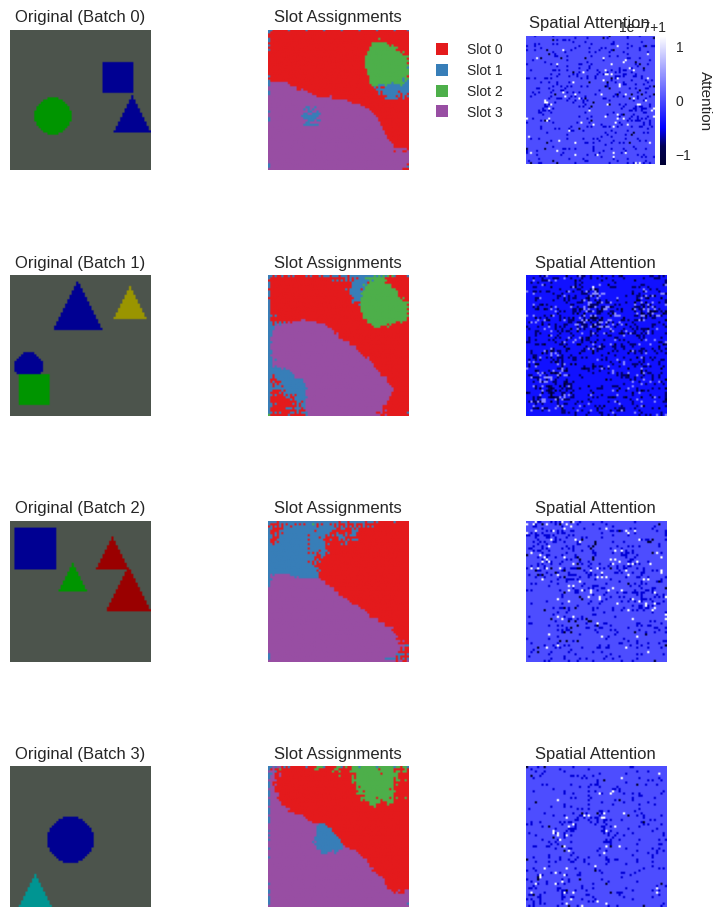 Original (Batch 0)
Slot Assignments
Slot 0
Slot 1
Slot 2
Slot 3
Spatial Attention
1e−7+1
1
0
−1
Attention
Original (Batch 1)
Slot Assignments
Spatial Attention
Original (Batch 2)
Slot Assignments
Spatial Attention
Original (Batch 3)
Slot Assignments
Spatial Attention